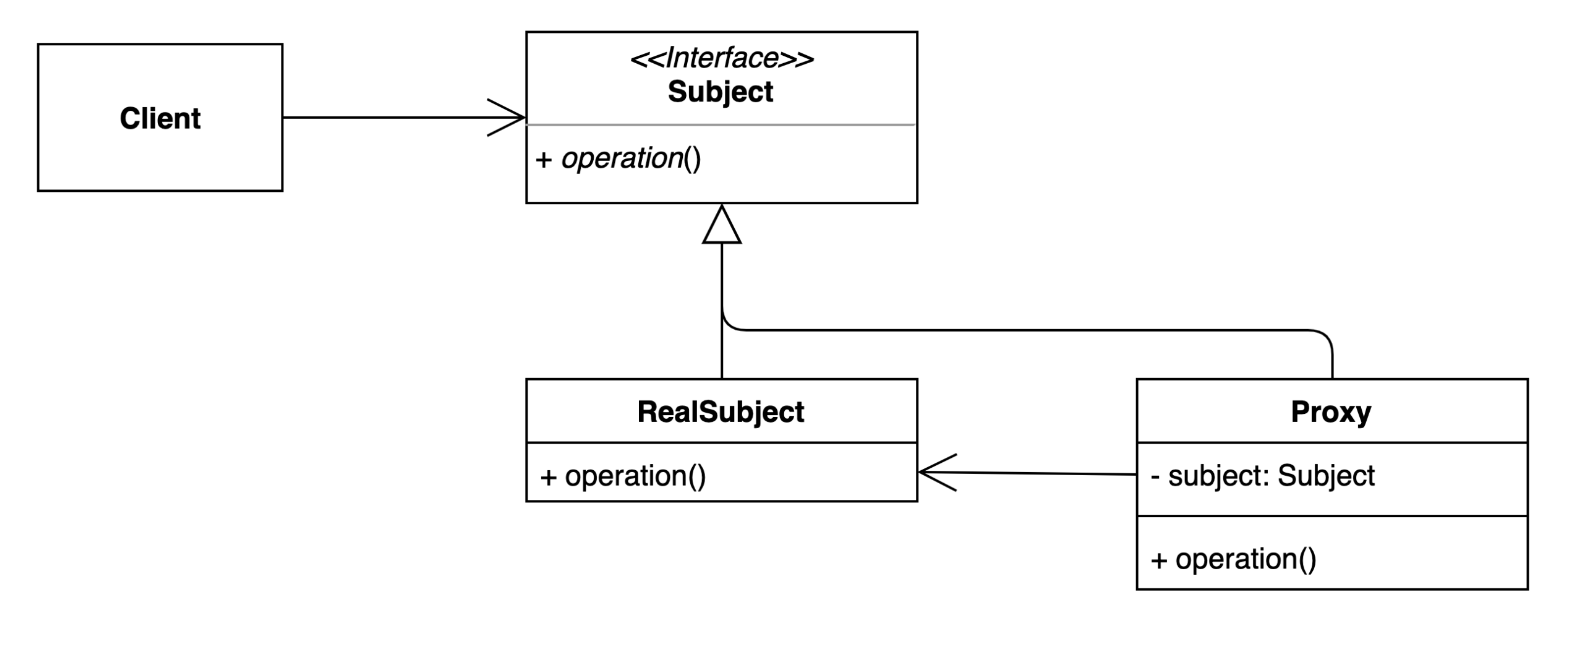 Client
<<Interface>>
Subject
+ operation()
RealSubject
+ operation()
Proxy
- subject: Subject
+ operation()